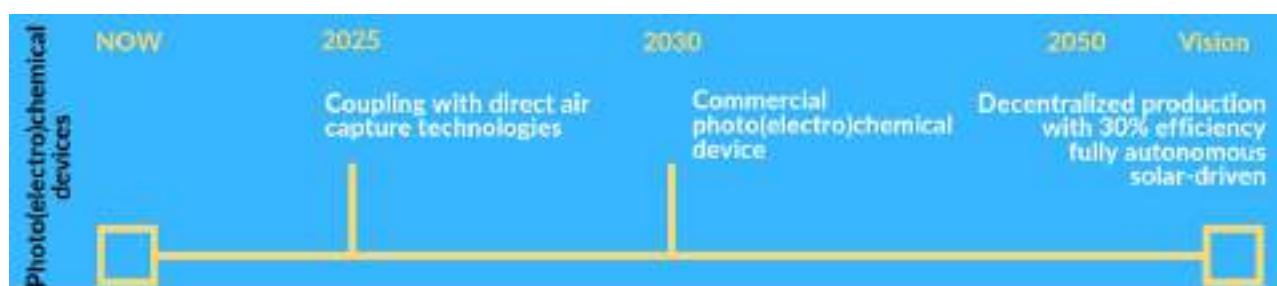 Photo(electro)chemical
devices
NOW
2025
2030
2050
Vision
Coupling with direct air
capture technologies
Commercial
photo(electro)chemical
device
Decentralized production
with 30% efficiency
fully autonomous
solar-driven